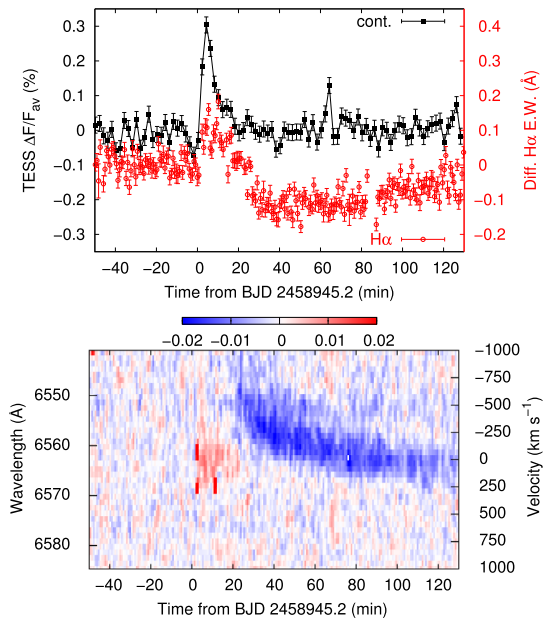 0.3 0.2 0.1 0 −0.1 −0.2 −0.3
TESS ΔF/F_av (%)
cont.
Hα
0.4 0.3 0.2 0.1 0 −0.1 −0.2
Diff. Hα E.W. (Å)
−40 −20 0 20 40 60 80 100 120
Time from BJD 2458945.2 (min)
−0.02 −0.01 0 0.01 0.02
6550 6560 6570 6580
Wavelength (Å)
−1000 −750 −500 −250 0 250 500 750 1000
Velocity (km s⁻¹)
−40 −20 0 20 40 60 80 100 120
Time from BJD 2458945.2 (min)